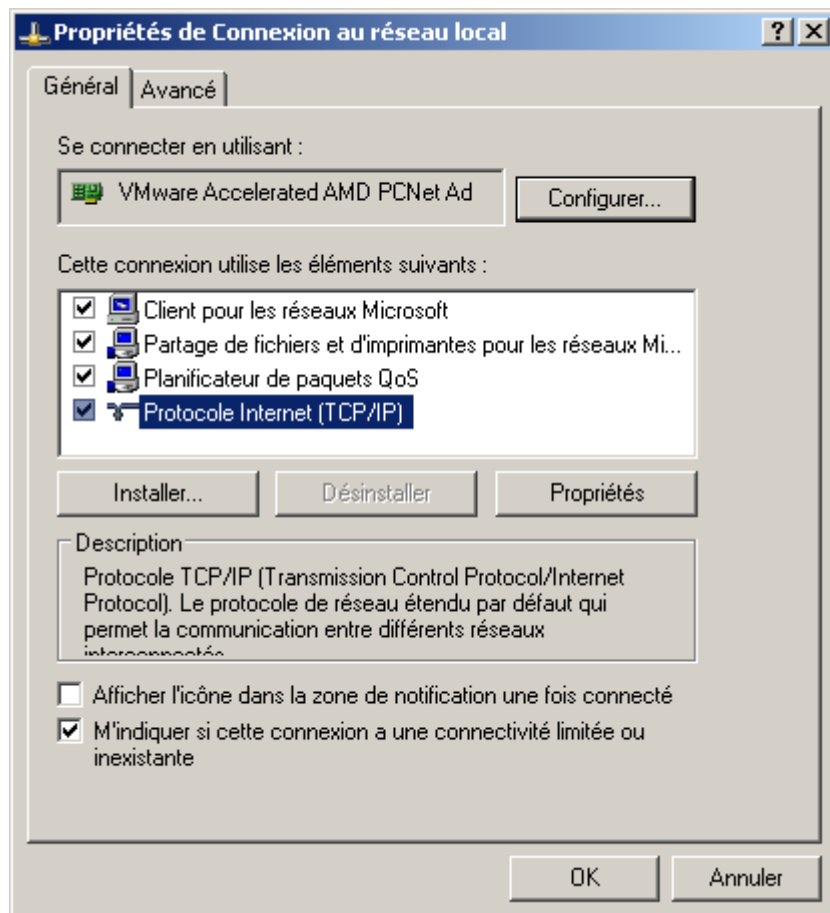 Propriétés de Connexion au réseau local
Général
Avancé
Se connecter en utilisant :
VMware Accelerated AMD PCNet Ad
Configurer...
Cette connexion utilise les éléments suivants :
Client pour les réseaux Microsoft
Partage de fichiers et d'imprimantes pour les réseaux Mi...
Planificateur de paquets QoS
Protocole Internet (TCP/IP)
Installer...
Désinstaller
Propriétés
Description
Protocole TCP/IP (Transmission Control Protocol/Internet
Protocol). Le protocole de réseau étendu par défaut qui
permet la communication entre différents réseaux
interconnectés
Afficher l'icône dans la zone de notification une fois connecté
M'indiquer si cette connexion a une connectivité limitée ou
inexistante
OK
Annuler